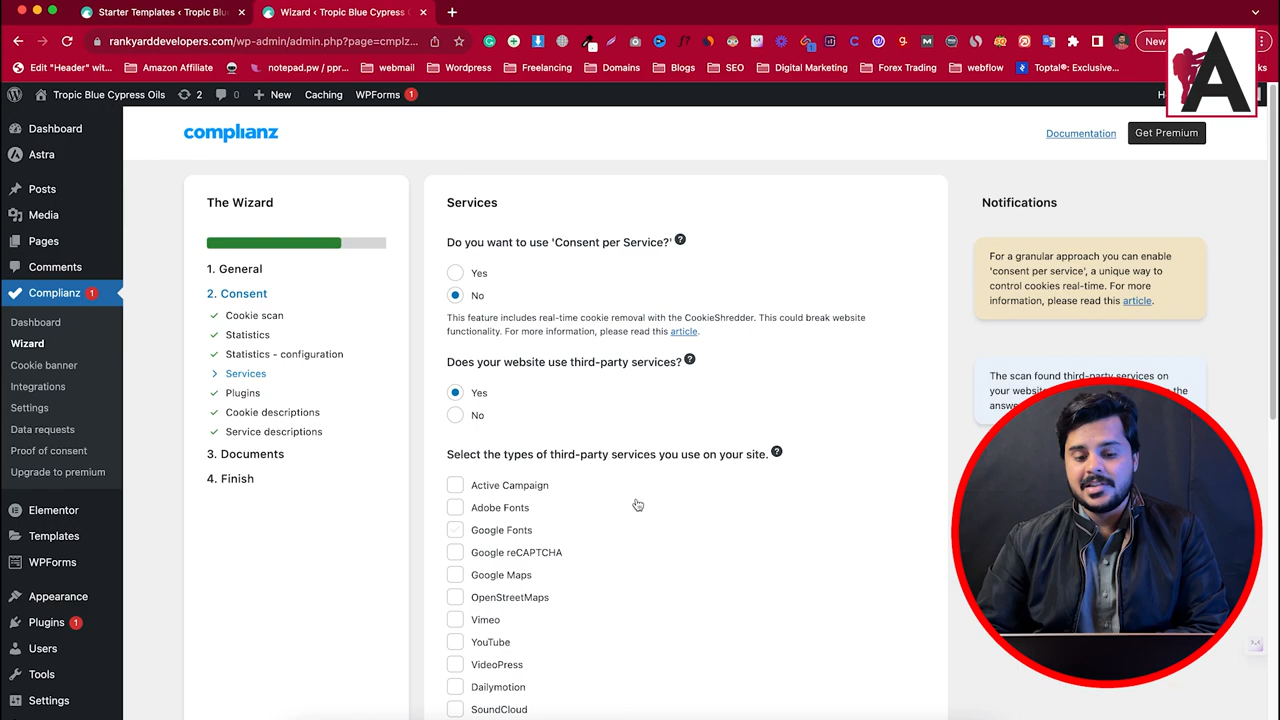 Starter Templates ‹ Tropic Blu
Wizard ‹ Tropic Blue Cypress
rankyarddevelopers.com/wp-admin/admin.php?page=cmplz...
New
Edit "Header" wit...
Amazon Affiliate
notepad.pw / ppr...
webmail
Wordpress
Freelancing
Domains
Blogs
SEO
Digital Marketing
Forex Trading
webflow
Toptal®: Exclusive...
A
Tropic Blue Cypress Oils
2
0
New
Caching
WPForms 1
Dashboard
Astra
Posts
Media
Pages
Comments
Complianz 1
Dashboard
Wizard
Cookie banner
Integrations
Settings
Data requests
Proof of consent
Upgrade to premium
Elementor
Templates
WPForms
Appearance
Plugins 1
Users
Tools
Settings
complianz
Documentation
Get Premium
The Wizard
1. General
2. Consent
Cookie scan
Statistics
Statistics - configuration
Services
Plugins
Cookie descriptions
Service descriptions
3. Documents
4. Finish
Services
Do you want to use 'Consent per Service?'
Yes
No
This feature includes real-time cookie removal with the CookieShredder. This could break website
functionality. For more information, please read this article.
Does your website use third-party services?
Yes
No
Select the types of third-party services you use on your site.
Active Campaign
Adobe Fonts
Google Fonts
Google reCAPTCHA
Google Maps
OpenStreetMaps
Vimeo
YouTube
VideoPress
Dailymotion
SoundCloud
Notifications
For a granular approach you can enable
'consent per service', a unique way to
control cookies real-time. For more
information, please read this article.
The scan found third-party services on
your the
answ